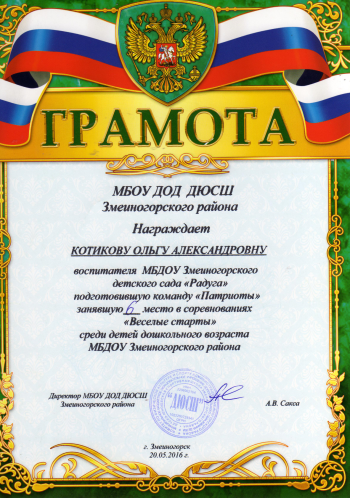 ГРАМОТА
МБОУ ДОД ДЮСШ
Змеиногорского района
Награждает
КОТИКОВУ ОЛЬГУ АЛЕКСАНДРОВНУ
воспитателя МБДОУ Змеиногорского
детского сада «Радуга»
подготовившую команду «Патриоты»
занявшую 6 место в соревнованиях
«Веселые старты»
среди детей дошкольного возраста
МБДОУ Змеиногорского района
Директор МБОУ ДОД ДЮСШ
Змеиногорского района
А.В. Сакса
"ДЮСШ"
г. Змеиногорск
20.05.2016 г.